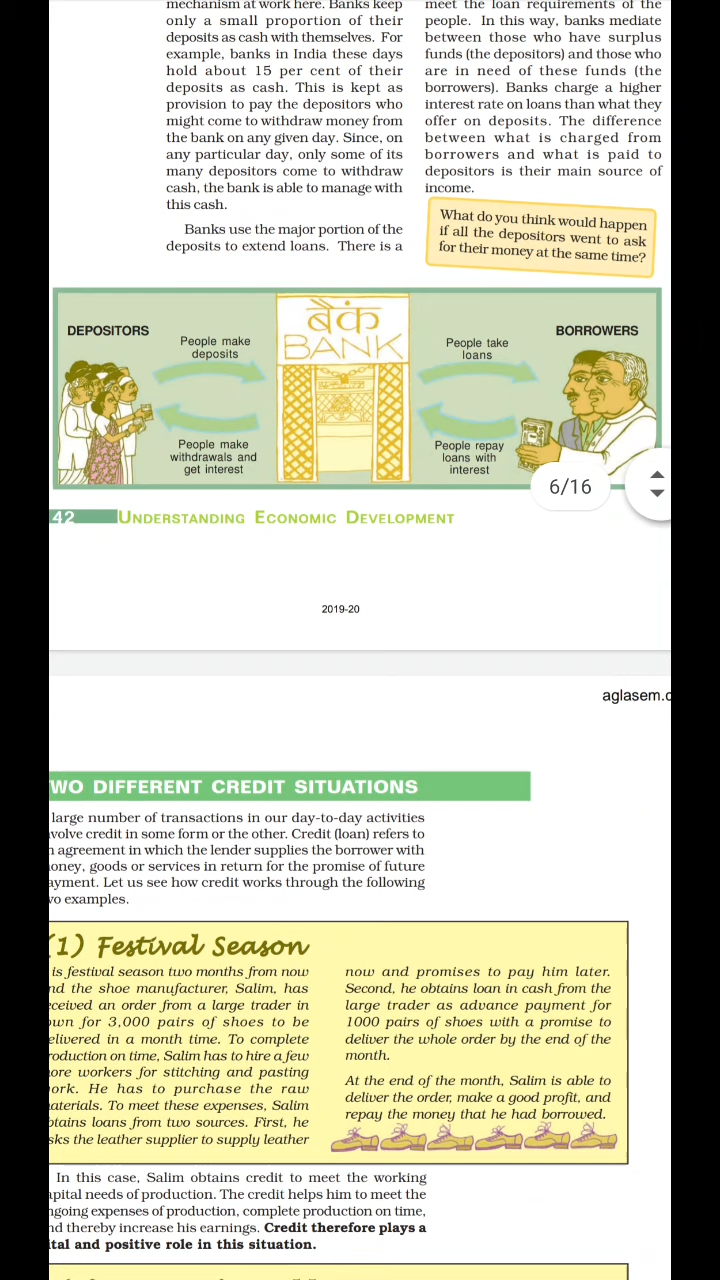 mechanism at work here. Banks keep
only a small proportion of their
deposits as cash with themselves. For
example, banks in India these days
hold about 15 per cent of their
deposits as cash. This is kept as
provision to pay the depositors who
might come to withdraw money from
the bank on any given day. Since, on
any particular day, only some of its
many depositors come to withdraw
cash, the bank is able to manage with
this cash.
Banks use the major portion of the
deposits to extend loans. There is a
meet the loan requirements of the
people. In this way, banks mediate
between those who have surplus
funds (the depositors) and those who
are in need of these funds (the
borrowers). Banks charge a higher
interest rate on loans than what they
offer on deposits. The difference
between what is charged from
borrowers and what is paid to
depositors is their main source of
income.
What do you think would happen
if all the depositors went to ask
for their money at the same time?
DEPOSITORS
People make
deposits
People make
withdrawals and
get interest
बैंक
BANK
People take
loans
People repay
loans with
interest
BORROWERS
6/16
42 UNDERSTANDING ECONOMIC DEVELOPMENT
2019-20
aglasem.c
WO DIFFERENT CREDIT SITUATIONS
large number of transactions in our day-to-day activities
volve credit in some form or the other. Credit (loan) refers to
n agreement in which the lender supplies the borrower with
oney, goods or services in return for the promise of future
ayment. Let us see how credit works through the following
vo examples.
(1) Festival Season
is festival season two months from now
nd the shoe manufacturer, Salim, has
eceived an order from a large trader in
own for 3,000 pairs of shoes to be
elivered in a month time. To complete
roduction on time, Salim has to hire a few
ore workers for stitching and pasting
ork. He has to purchase the raw
aterials. To meet these expenses, Salim
btains loans from two sources. First, he
sks the leather supplier to supply leather
now and promises to pay him later.
Second, he obtains loan in cash from the
large trader as advance payment for
1000 pairs of shoes with a promise to
deliver the whole order by the end of the
month.
At the end of the month, Salim is able to
deliver the order, make a good profit, and
repay the money that he had borrowed.
In this case, Salim obtains credit to meet the working
apital needs of production. The credit helps him to meet the
ngoing expenses of production, complete production on time,
nd thereby increase his earnings. Credit therefore plays a
ital and positive role in this situation.